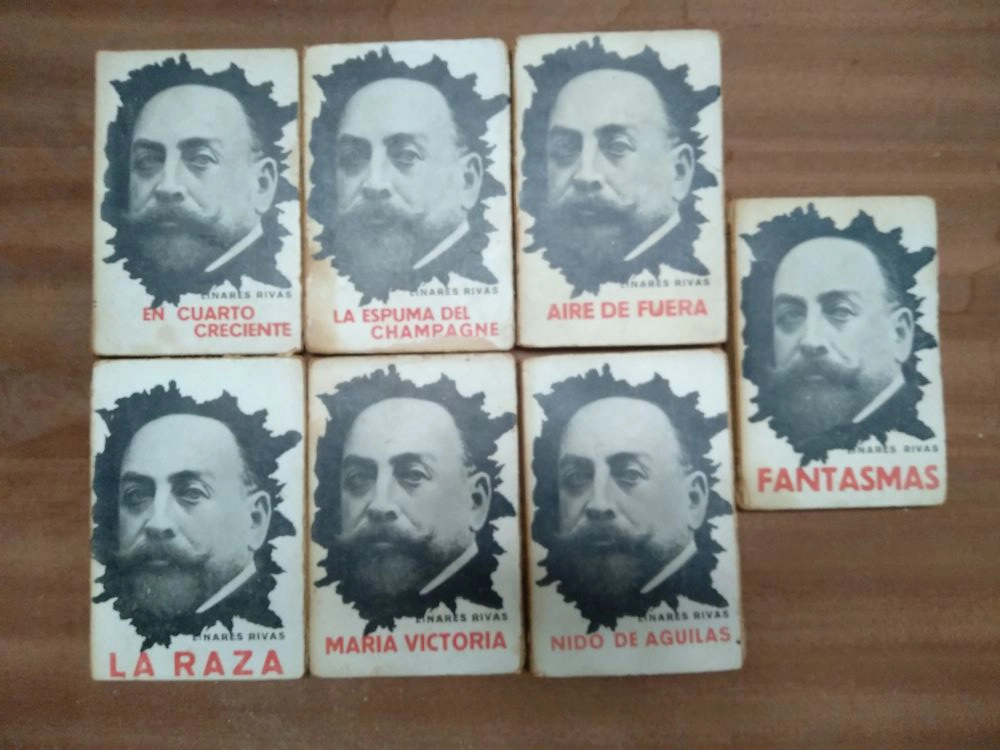 LINARES RIVAS
EN CUARTO
CRECIENTE
LINARES RIVAS
LA ESPUMA DEL
CHAMPAGNE
LINARES RIVAS
AIRE DE FUERA
LINARES RIVAS
FANTASMAS
LINARES RIVAS
LA RAZA
LINARES RIVAS
MARIA VICTORIA
LINARES RIVAS
NIDO DE AGUILAS